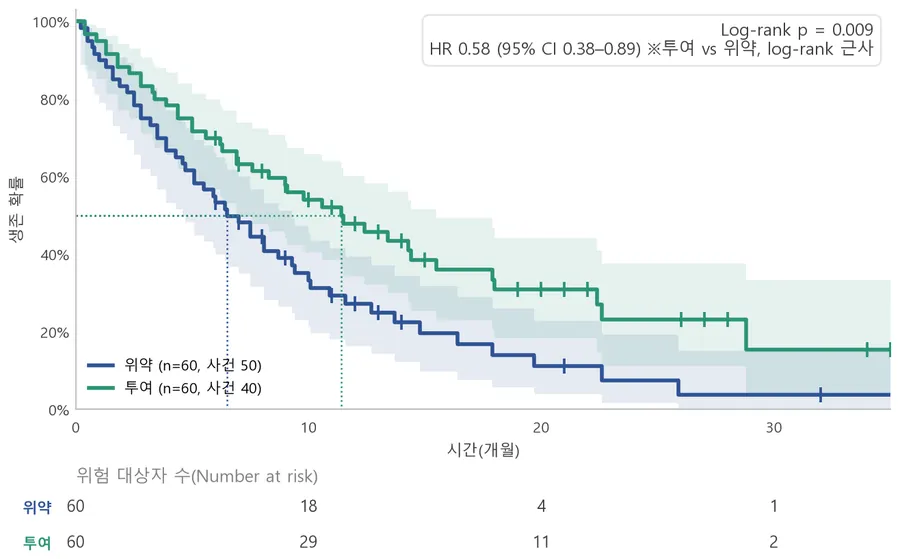 Log-rank p = 0.009
HR 0.58 (95% CI 0.38–0.89) ※투여 vs 위약, log-rank 근사
100%
80%
60%
40%
20%
0%
생존 확률
위약 (n=60, 사건 50)
투여 (n=60, 사건 40)
0 10 20 30
시간(개월)
위험 대상자 수(Number at risk)
위약 60 18 4 1
투여 60 29 11 2